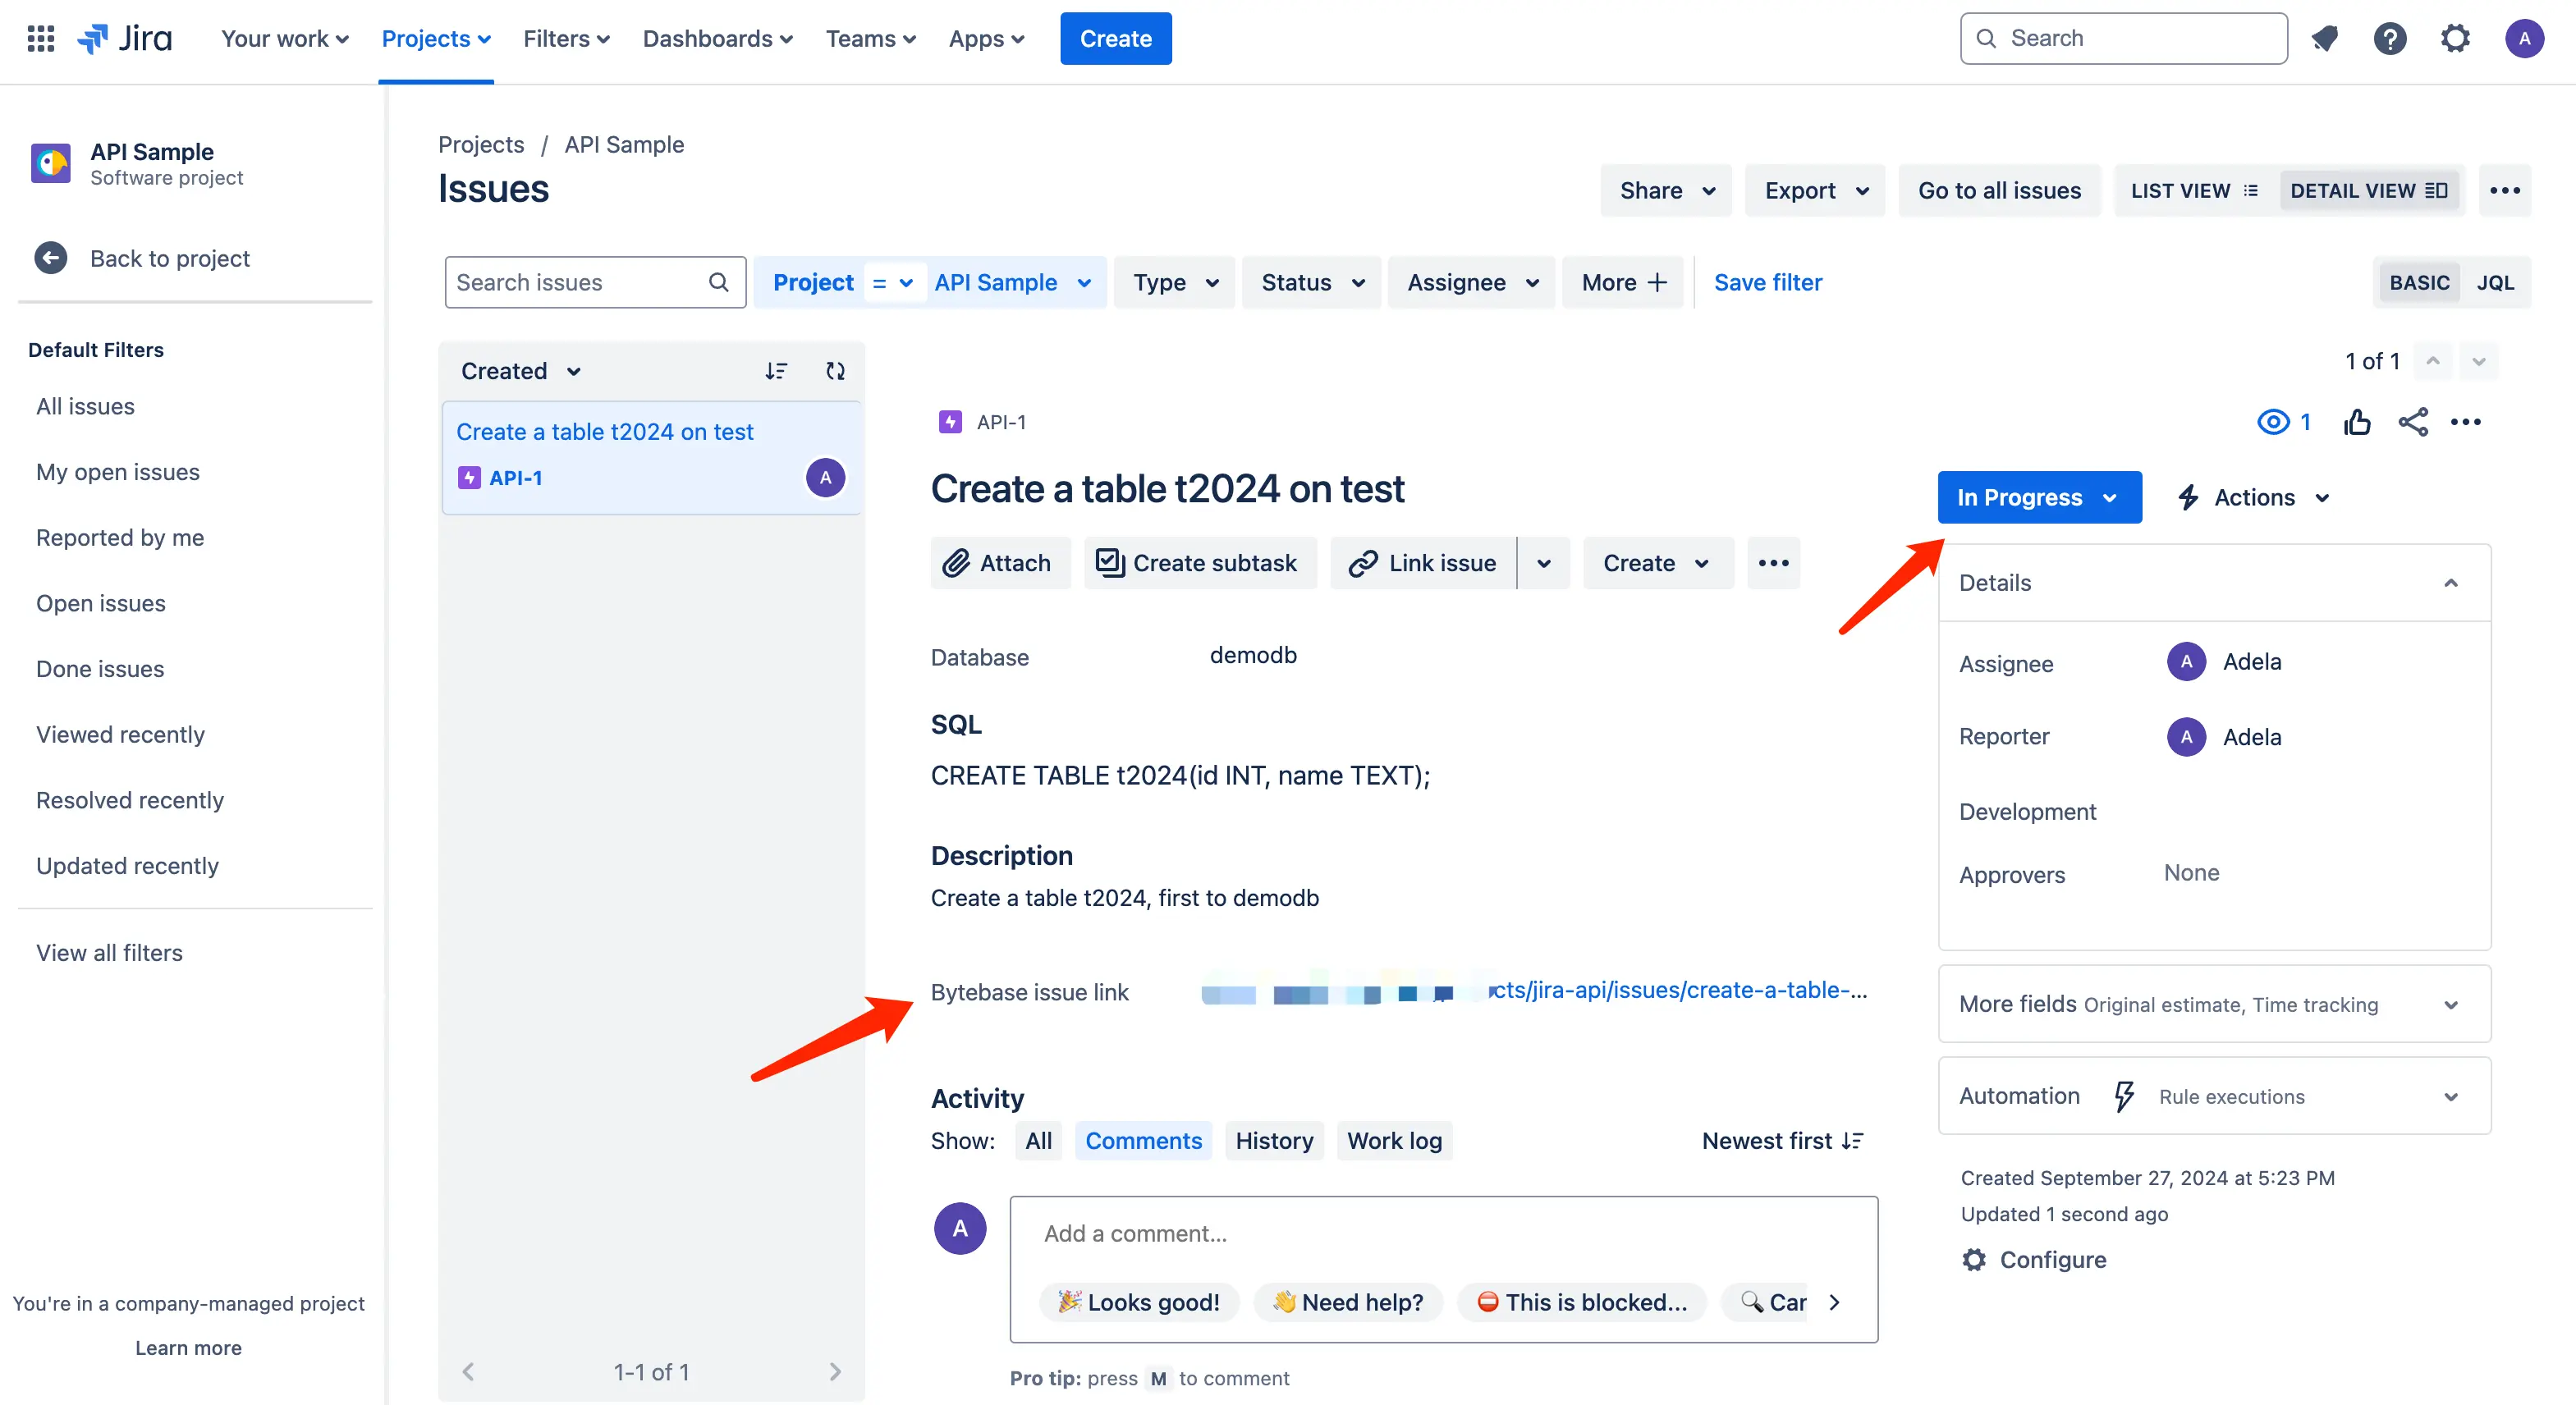 Jira Your work Projects Filters Dashboards Teams Apps Create Search A
API Sample
Software project
Back to project
Default Filters
All issues
My open issues
Reported by me
Open issues
Done issues
Viewed recently
Resolved recently
Updated recently
View all filters
You're in a company-managed project
Learn more
Projects / API Sample
Issues
Share Export Go to all issues LIST VIEW DETAIL VIEW
Search issues Project = API Sample Type Status Assignee More + Save filter BASIC JQL
Created
Create a table t2024 on test
API-1 A
1-1 of 1
1 of 1
API-1
1
Create a table t2024 on test
In Progress Actions
Attach Create subtask Link issue Create
Database demodb
SQL
CREATE TABLE t2024(id INT, name TEXT);
Description
Create a table t2024, first to demodb
Bytebase issue link cts/jira-api/issues/create-a-table-...
Activity
Show: All Comments History Work log Newest first
A Add a comment...
Looks good! Need help? This is blocked... Car
Pro tip: press M to comment
Details
Assignee A Adela
Reporter A Adela
Development
Approvers None
More fields Original estimate, Time tracking
Automation Rule executions
Created September 27, 2024 at 5:23 PM
Updated 1 second ago
Configure